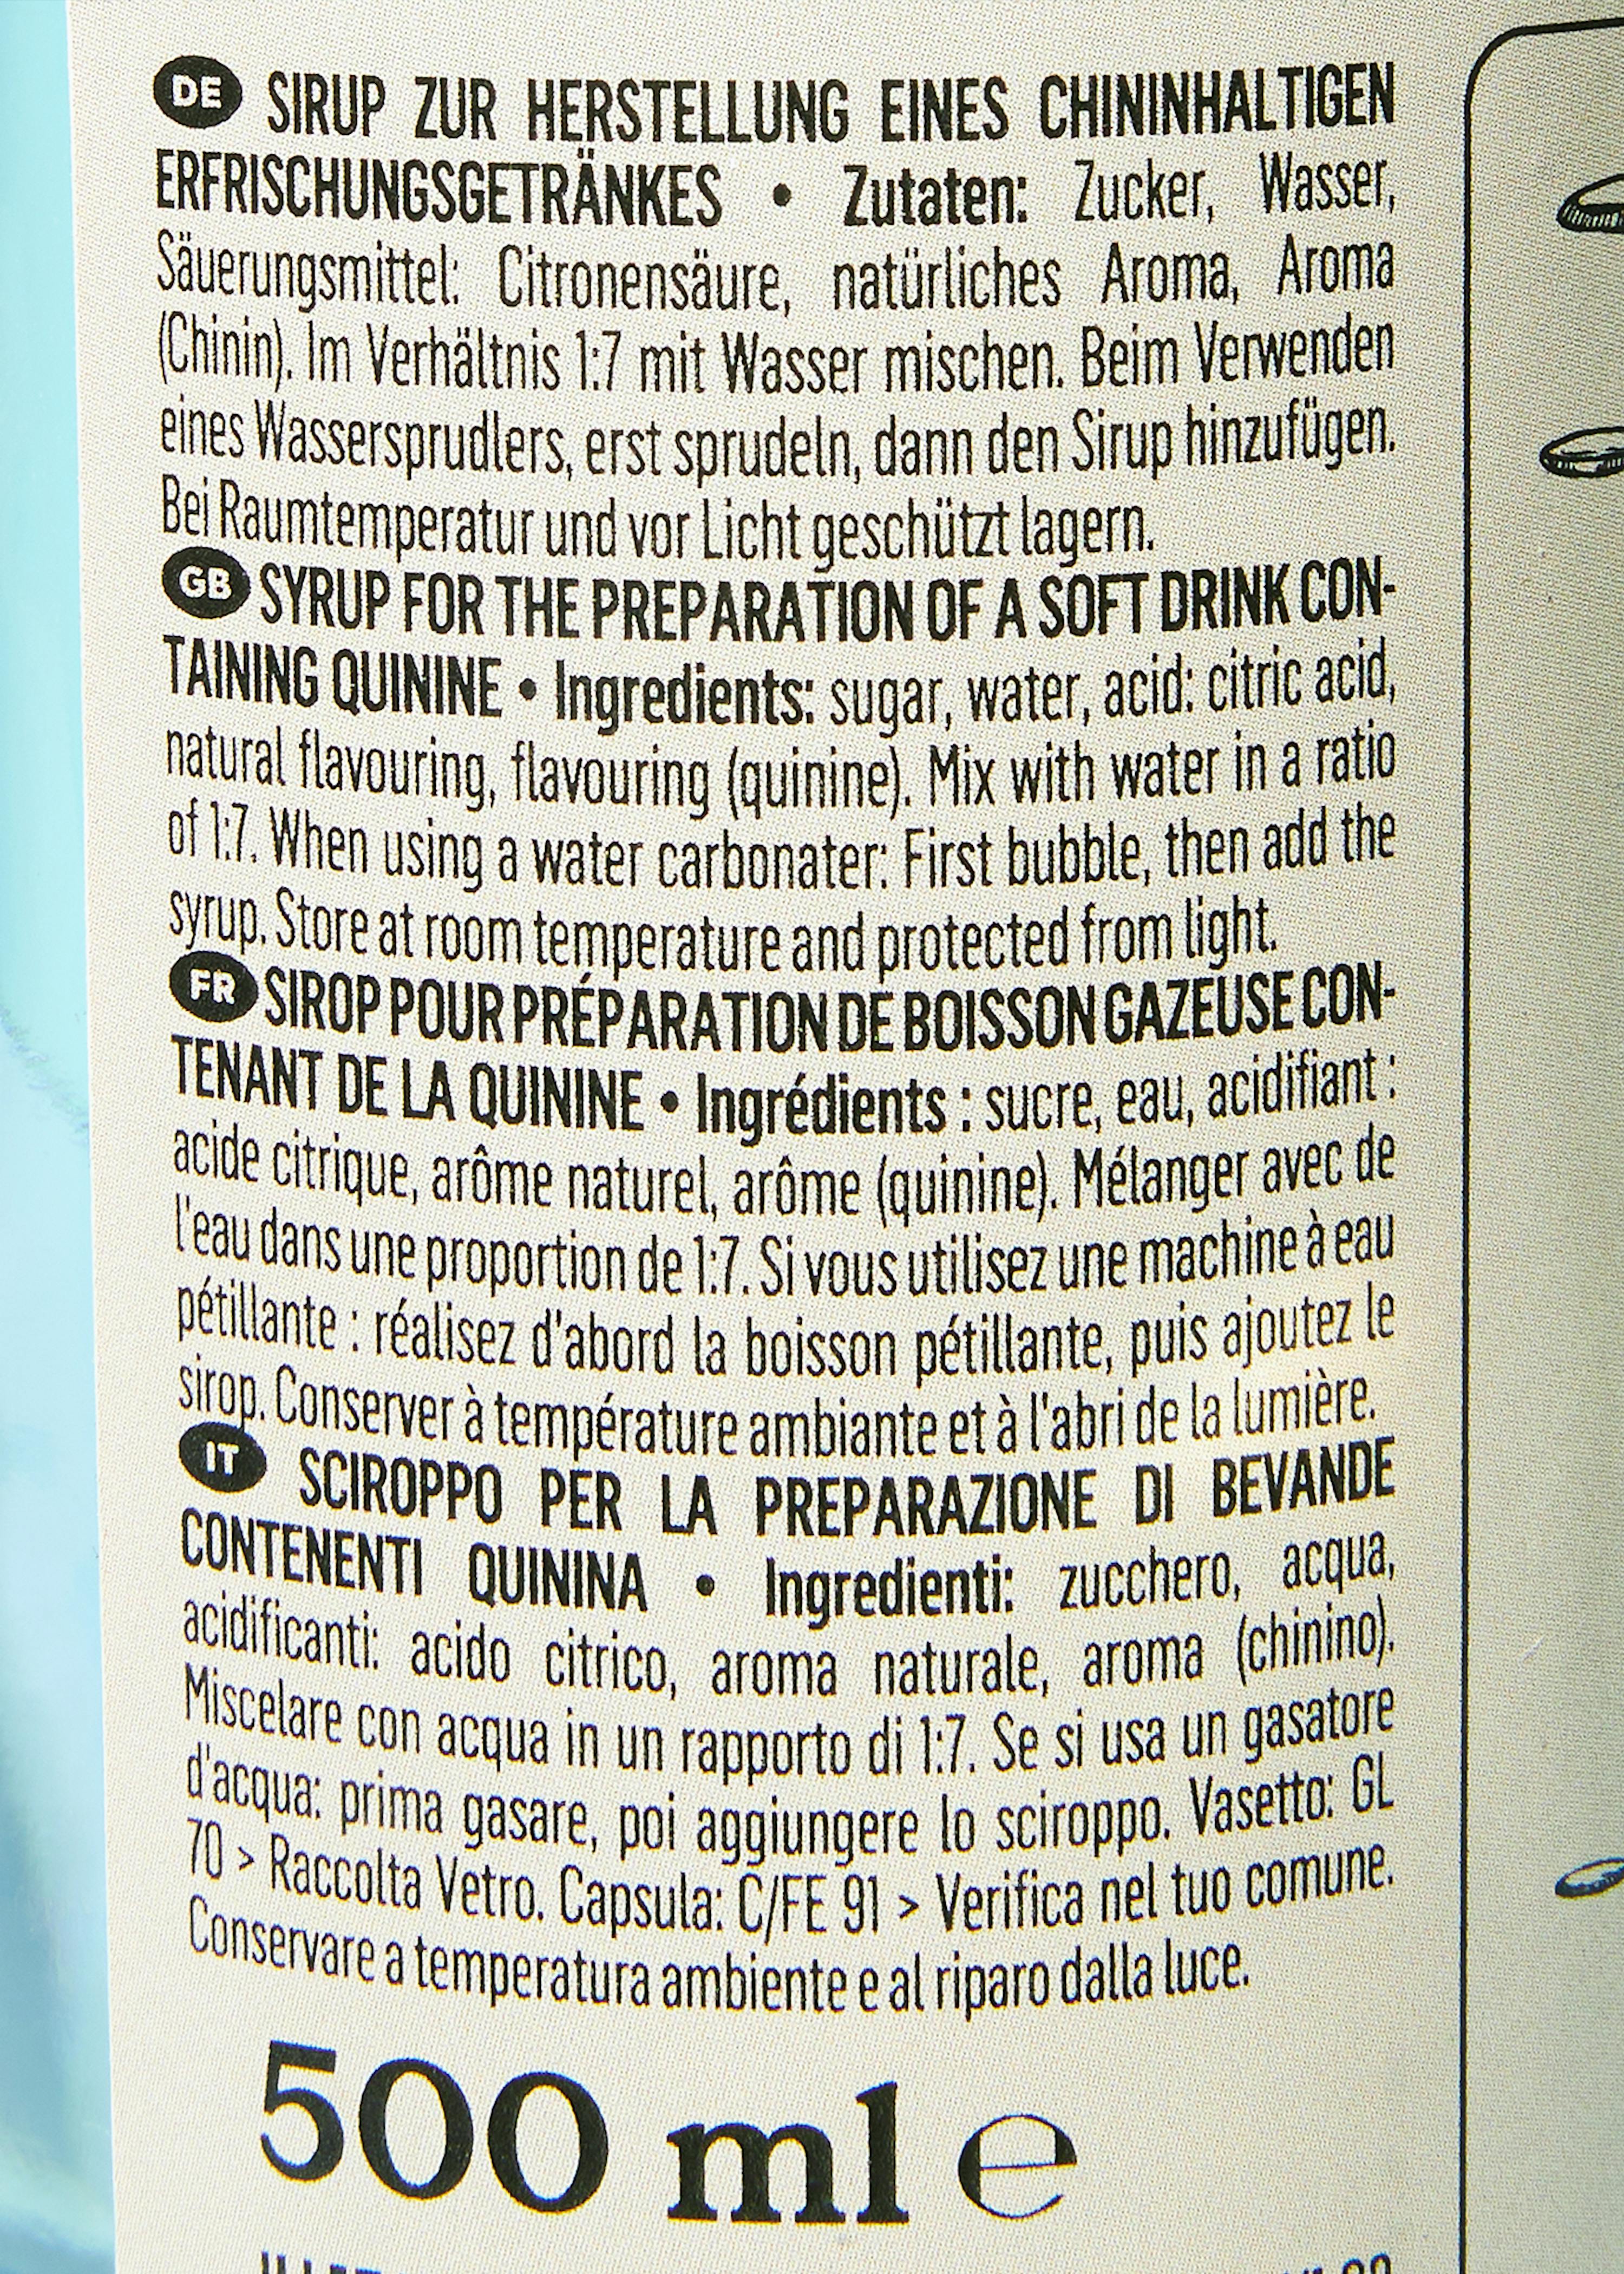 DE SIRUP ZUR HERSTELLUNG EINES CHININHALTIGEN
ERFRISCHUNGSGETRÄNKES • Zutaten: Zucker, Wasser,
Säuerungsmittel: Citronensäure, natürliches Aroma, Aroma
(Chinin). Im Verhältnis 1:7 mit Wasser mischen. Beim Verwenden
eines Wassersprudlers, erst sprudeln, dann den Sirup hinzufügen.
Bei Raumtemperatur und vor Licht geschützt lagern.
GB SYRUP FOR THE PREPARATION OF A SOFT DRINK CON-
TAINING QUININE • Ingredients: sugar, water, acid: citric acid,
natural flavouring, flavouring (quinine). Mix with water in a ratio
of 1:7. When using a water carbonater: First bubble, then add the
syrup. Store at room temperature and protected from light.
FR SIROP POUR PRÉPARATION DE BOISSON GAZEUSE CON-
TENANT DE LA QUININE • Ingrédients : sucre, eau, acidifiant :
acide citrique, arôme naturel, arôme (quinine). Mélanger avec de
l'eau dans une proportion de 1:7. Si vous utilisez une machine à eau
pétillante : réalisez d'abord la boisson pétillante, puis ajoutez le
sirop. Conserver à température ambiante et à l'abri de la lumière.
IT SCIROPPO PER LA PREPARAZIONE DI BEVANDE
CONTENENTI QUININA • Ingredienti: zucchero, acqua,
acidificanti: acido citrico, aroma naturale, aroma (chinino).
Miscelare con acqua in un rapporto di 1:7. Se si usa un gasatore
d'acqua: prima gasare, poi aggiungere lo sciroppo. Vasetto: GL
70 > Raccolta Vetro. Capsula: C/FE 91 > Verifica nel tuo comune.
Conservare a temperatura ambiente e al riparo dalla luce.
500 ml e